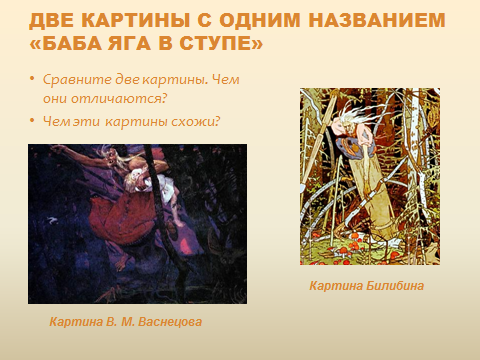 ДВЕ КАРТИНЫ С ОДНИМ НАЗВАНИЕМ
«БАБА ЯГА В СТУПЕ»
• Сравните две картины. Чем
они отличаются?
• Чем эти картины схожи?
Картина Билибина
Картина В. М. Васнецова